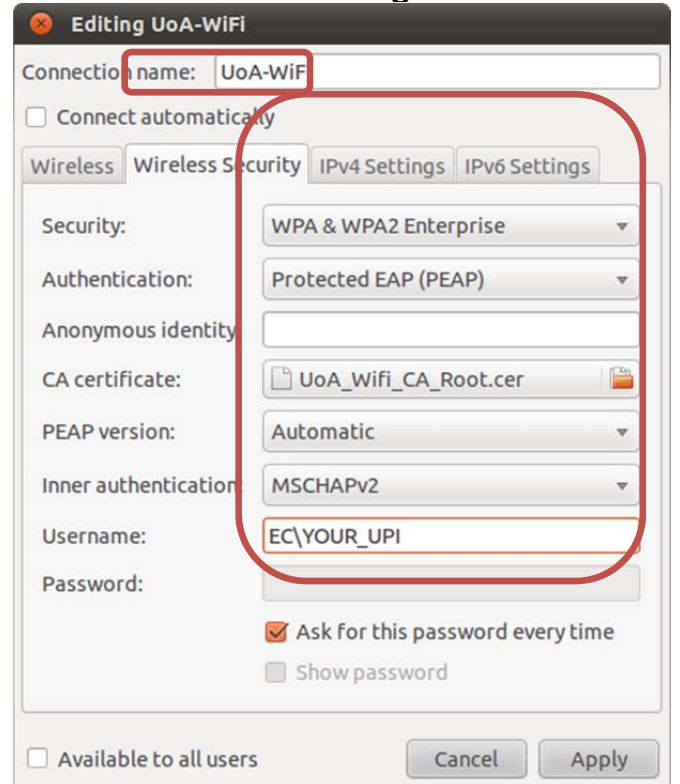 Editing UoA-WiFi
Connection name: UoA-WiF
Connect automatically
Wireless Wireless Security IPv4 Settings IPv6 Settings
Security: WPA & WPA2 Enterprise
Authentication: Protected EAP (PEAP)
Anonymous identity
CA certificate: UoA_Wifi_CA_Root.cer
PEAP version: Automatic
Inner authentication: MSCHAPv2
Username: EC\YOUR_UPI
Password:
Ask for this password every time
Show password
Available to all users Cancel Apply